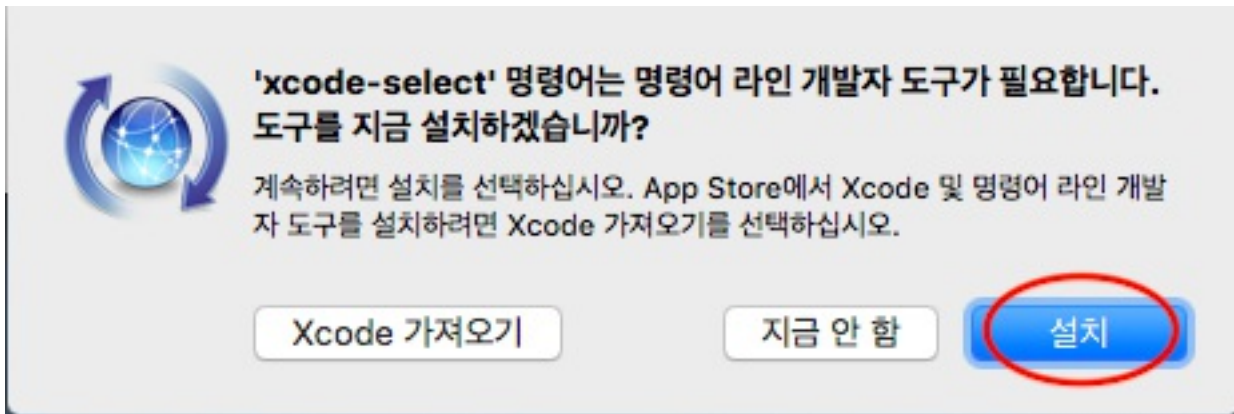 'xcode-select' 명령어는 명령어 라인 개발자 도구가 필요합니다.
도구를 지금 설치하겠습니까?
계속하려면 설치를 선택하십시오. App Store에서 Xcode 및 명령어 라인 개발
자 도구를 설치하려면 Xcode 가져오기를 선택하십시오.
Xcode 가져오기
지금 안 함
설치